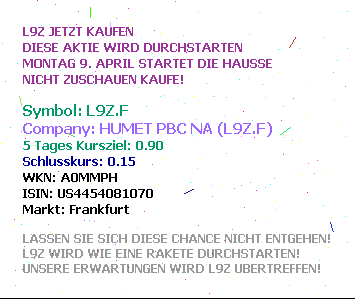 L9Z JETZT KAUFEN
DIESE AKTIE WIRD DURCHSTARTEN
MONTAG 9. APRIL STARTET DIE HAUSSE
NICHT ZUSCHAUEN KAUFE!
Symbol: L9Z.F
Company: HUMET PBC NA (L9Z.F)
5 Tages Kursziel: 0.90
Schlusskurs: 0.15
WKN: A0MMPH
ISIN: US4454081070
Markt: Frankfurt
LASSEN SIE SICH DIESE CHANCE NICHT ENTGEHEN!
L9Z WIRD WIE EINE RAKETE DURCHSTARTEN!
UNSERE ERWARTUNGEN WIRD L9Z UBERTREFFEN!